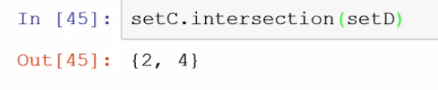 In [45]: setC.intersection(setD)
Out[45]: {2, 4}